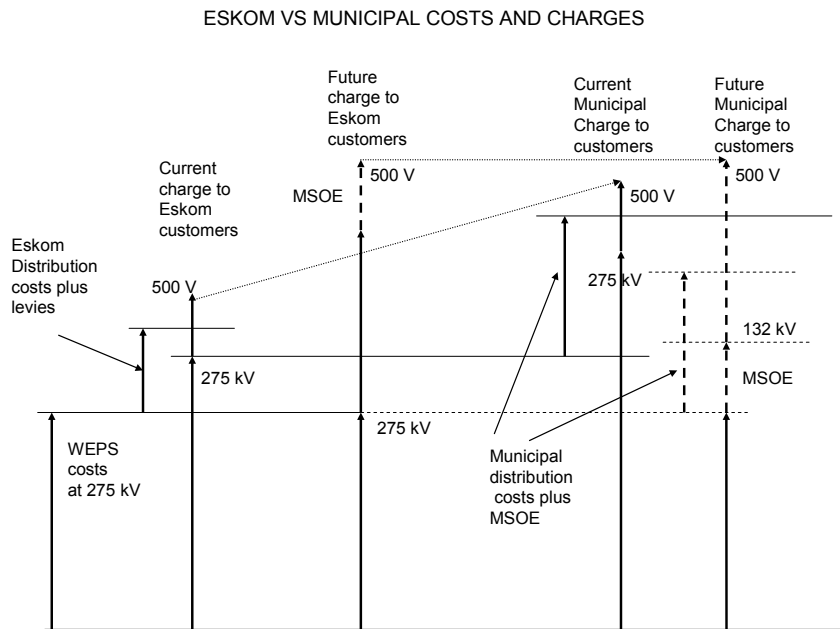 ESKOM VS MUNICIPAL COSTS AND CHARGES
Future
charge to
Eskom
customers
Current
Municipal
Charge to
customers
Future
Municipal
Charge to
customers
Current
charge to
Eskom
customers
500 V
MSOE
500 V
500 V
Eskom
Distribution
costs plus
levies
500 V
275 kV
132 kV
275 kV
MSOE
275 kV
WEPS
costs
at 275 kV
Municipal
distribution
costs plus
MSOE